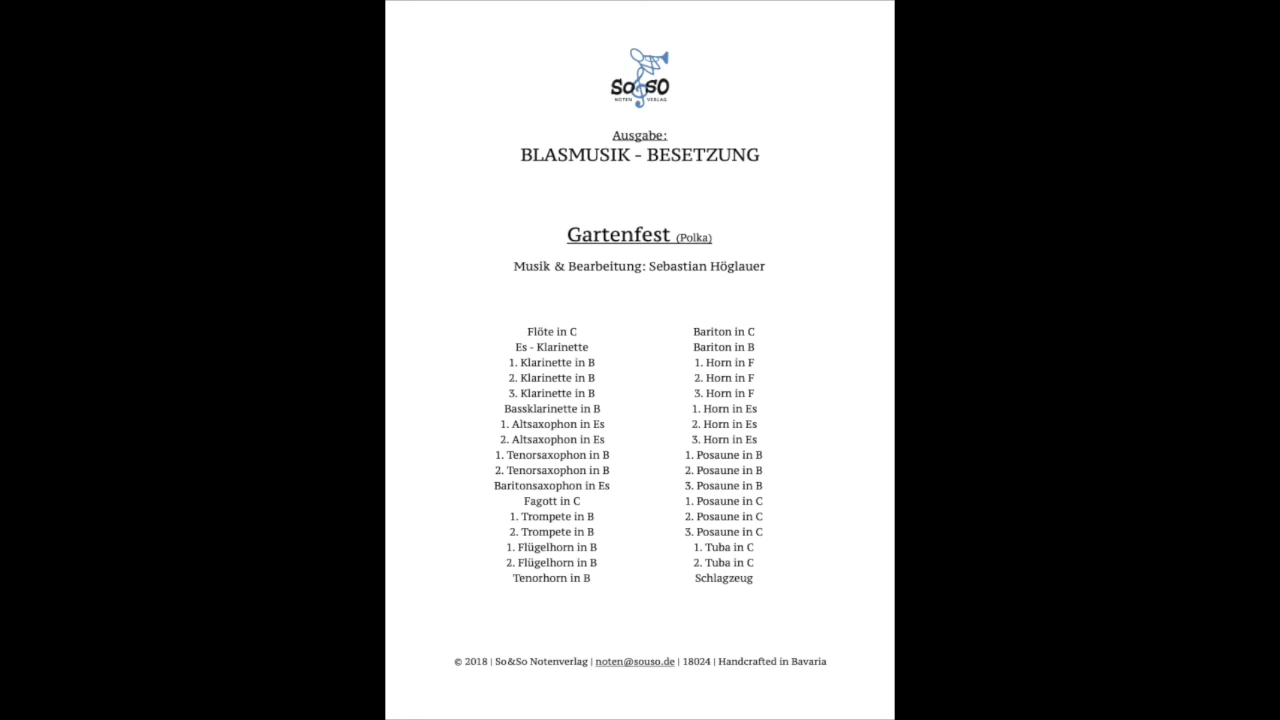 So&sO
NOTEN VERLAG
Ausgabe:
BLASMUSIK - BESETZUNG
Gartenfest (Polka)
Musik & Bearbeitung: Sebastian Höglauer
Flöte in C
Es - Klarinette
1. Klarinette in B
2. Klarinette in B
3. Klarinette in B
Bassklarinette in B
1. Altsaxophon in Es
2. Altsaxophon in Es
1. Tenorsaxophon in B
2. Tenorsaxophon in B
Baritonsaxophon in Es
Fagott in C
1. Trompete in B
2. Trompete in B
1. Flügelhorn in B
2. Flügelhorn in B
Tenorhorn in B
Bariton in C
Bariton in B
1. Horn in F
2. Horn in F
3. Horn in F
1. Horn in Es
2. Horn in Es
3. Horn in Es
1. Posaune in B
2. Posaune in B
3. Posaune in B
1. Posaune in C
2. Posaune in C
3. Posaune in C
1. Tuba in C
2. Tuba in C
Schlagzeug
© 2018 | So&So Notenverlag | noten@souso.de | 18024 | Handcrafted in Bavaria